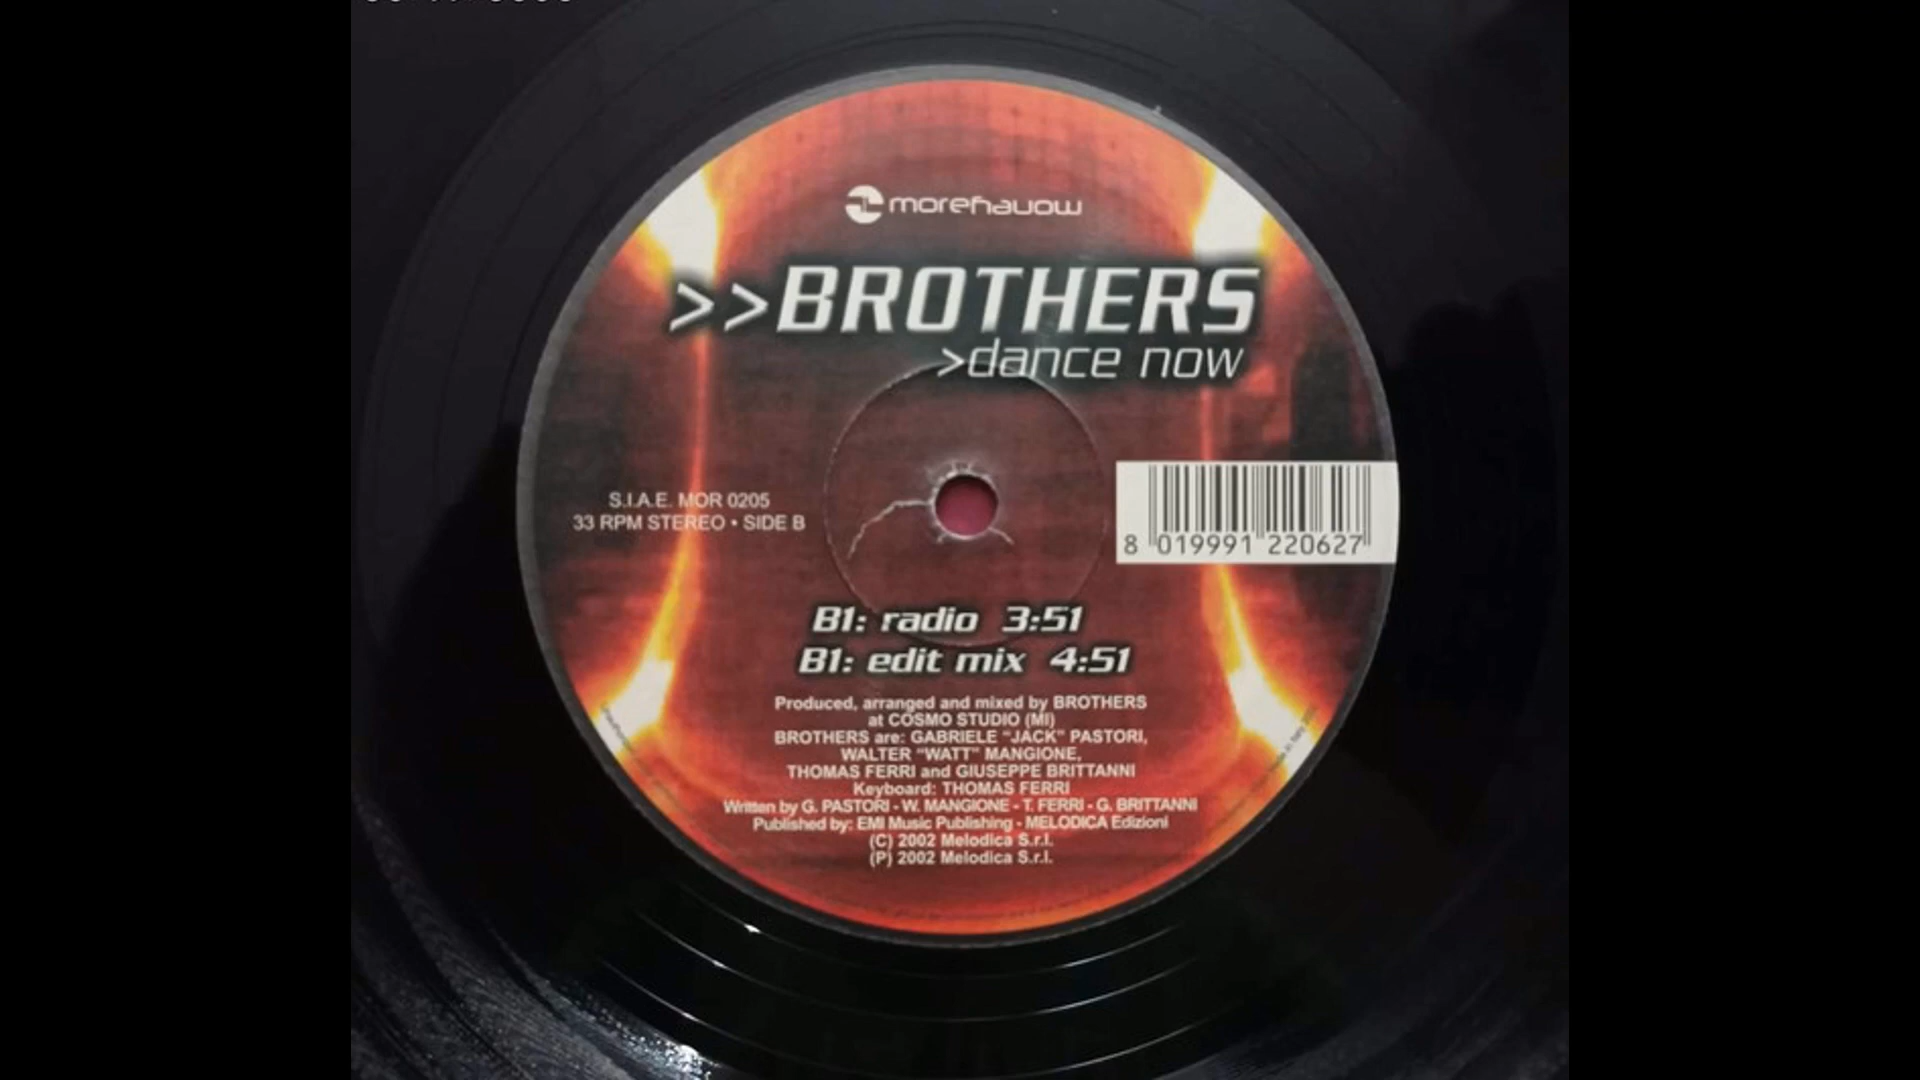 morehauow
>>BROTHERS
>dance now
S.I.A.E. MOR 0205
33 RPM STEREO • SIDE B
8 019991 220627
B1: radio 3:51
B1: edit mix 4:51
Produced, arranged and mixed by BROTHERS
at COSMO STUDIO (MI)
BROTHERS are: GABRIELE "JACK" PASTORI,
WALTER "WATT" MANGIONE,
THOMAS FERRI and GIUSEPPE BRITTANNI
Keyboard: THOMAS FERRI
Written by G. PASTORI - W. MANGIONE - T. FERRI - G. BRITTANNI
Published by: EMI Music Publishing - MELODICA Edizioni
(C) 2002 Melodica S.r.l.
(P) 2002 Melodica S.r.l.